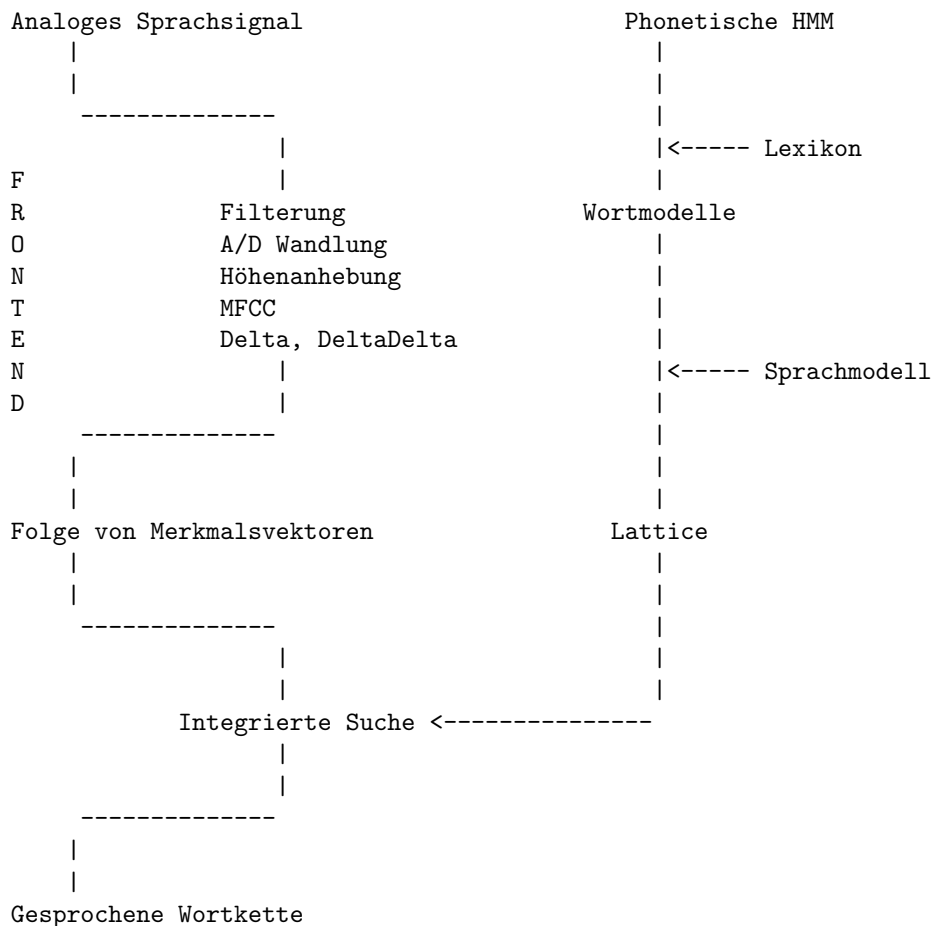 Analoges Sprachsignal Phonetische HMM
<----- Lexikon
F
R Filterung Wortmodelle
O A/D Wandlung
N Höhenanhebung
T MFCC
E Delta, DeltaDelta
N <----- Sprachmodell
D
Folge von Merkmalsvektoren Lattice
Integrierte Suche <---------------
Gesprochene Wortkette